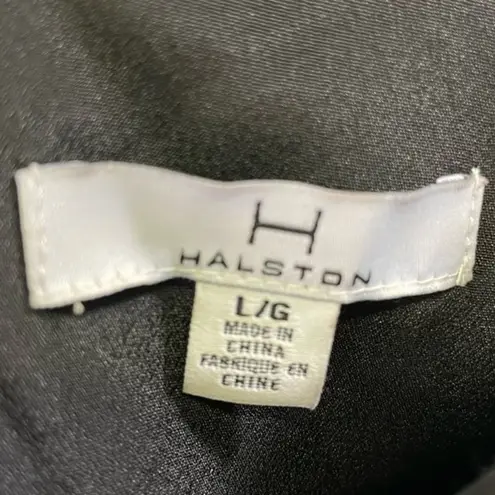 H
HALSTON
L/G
MADE IN
CHINA
FABRIQUE EN
CHINE